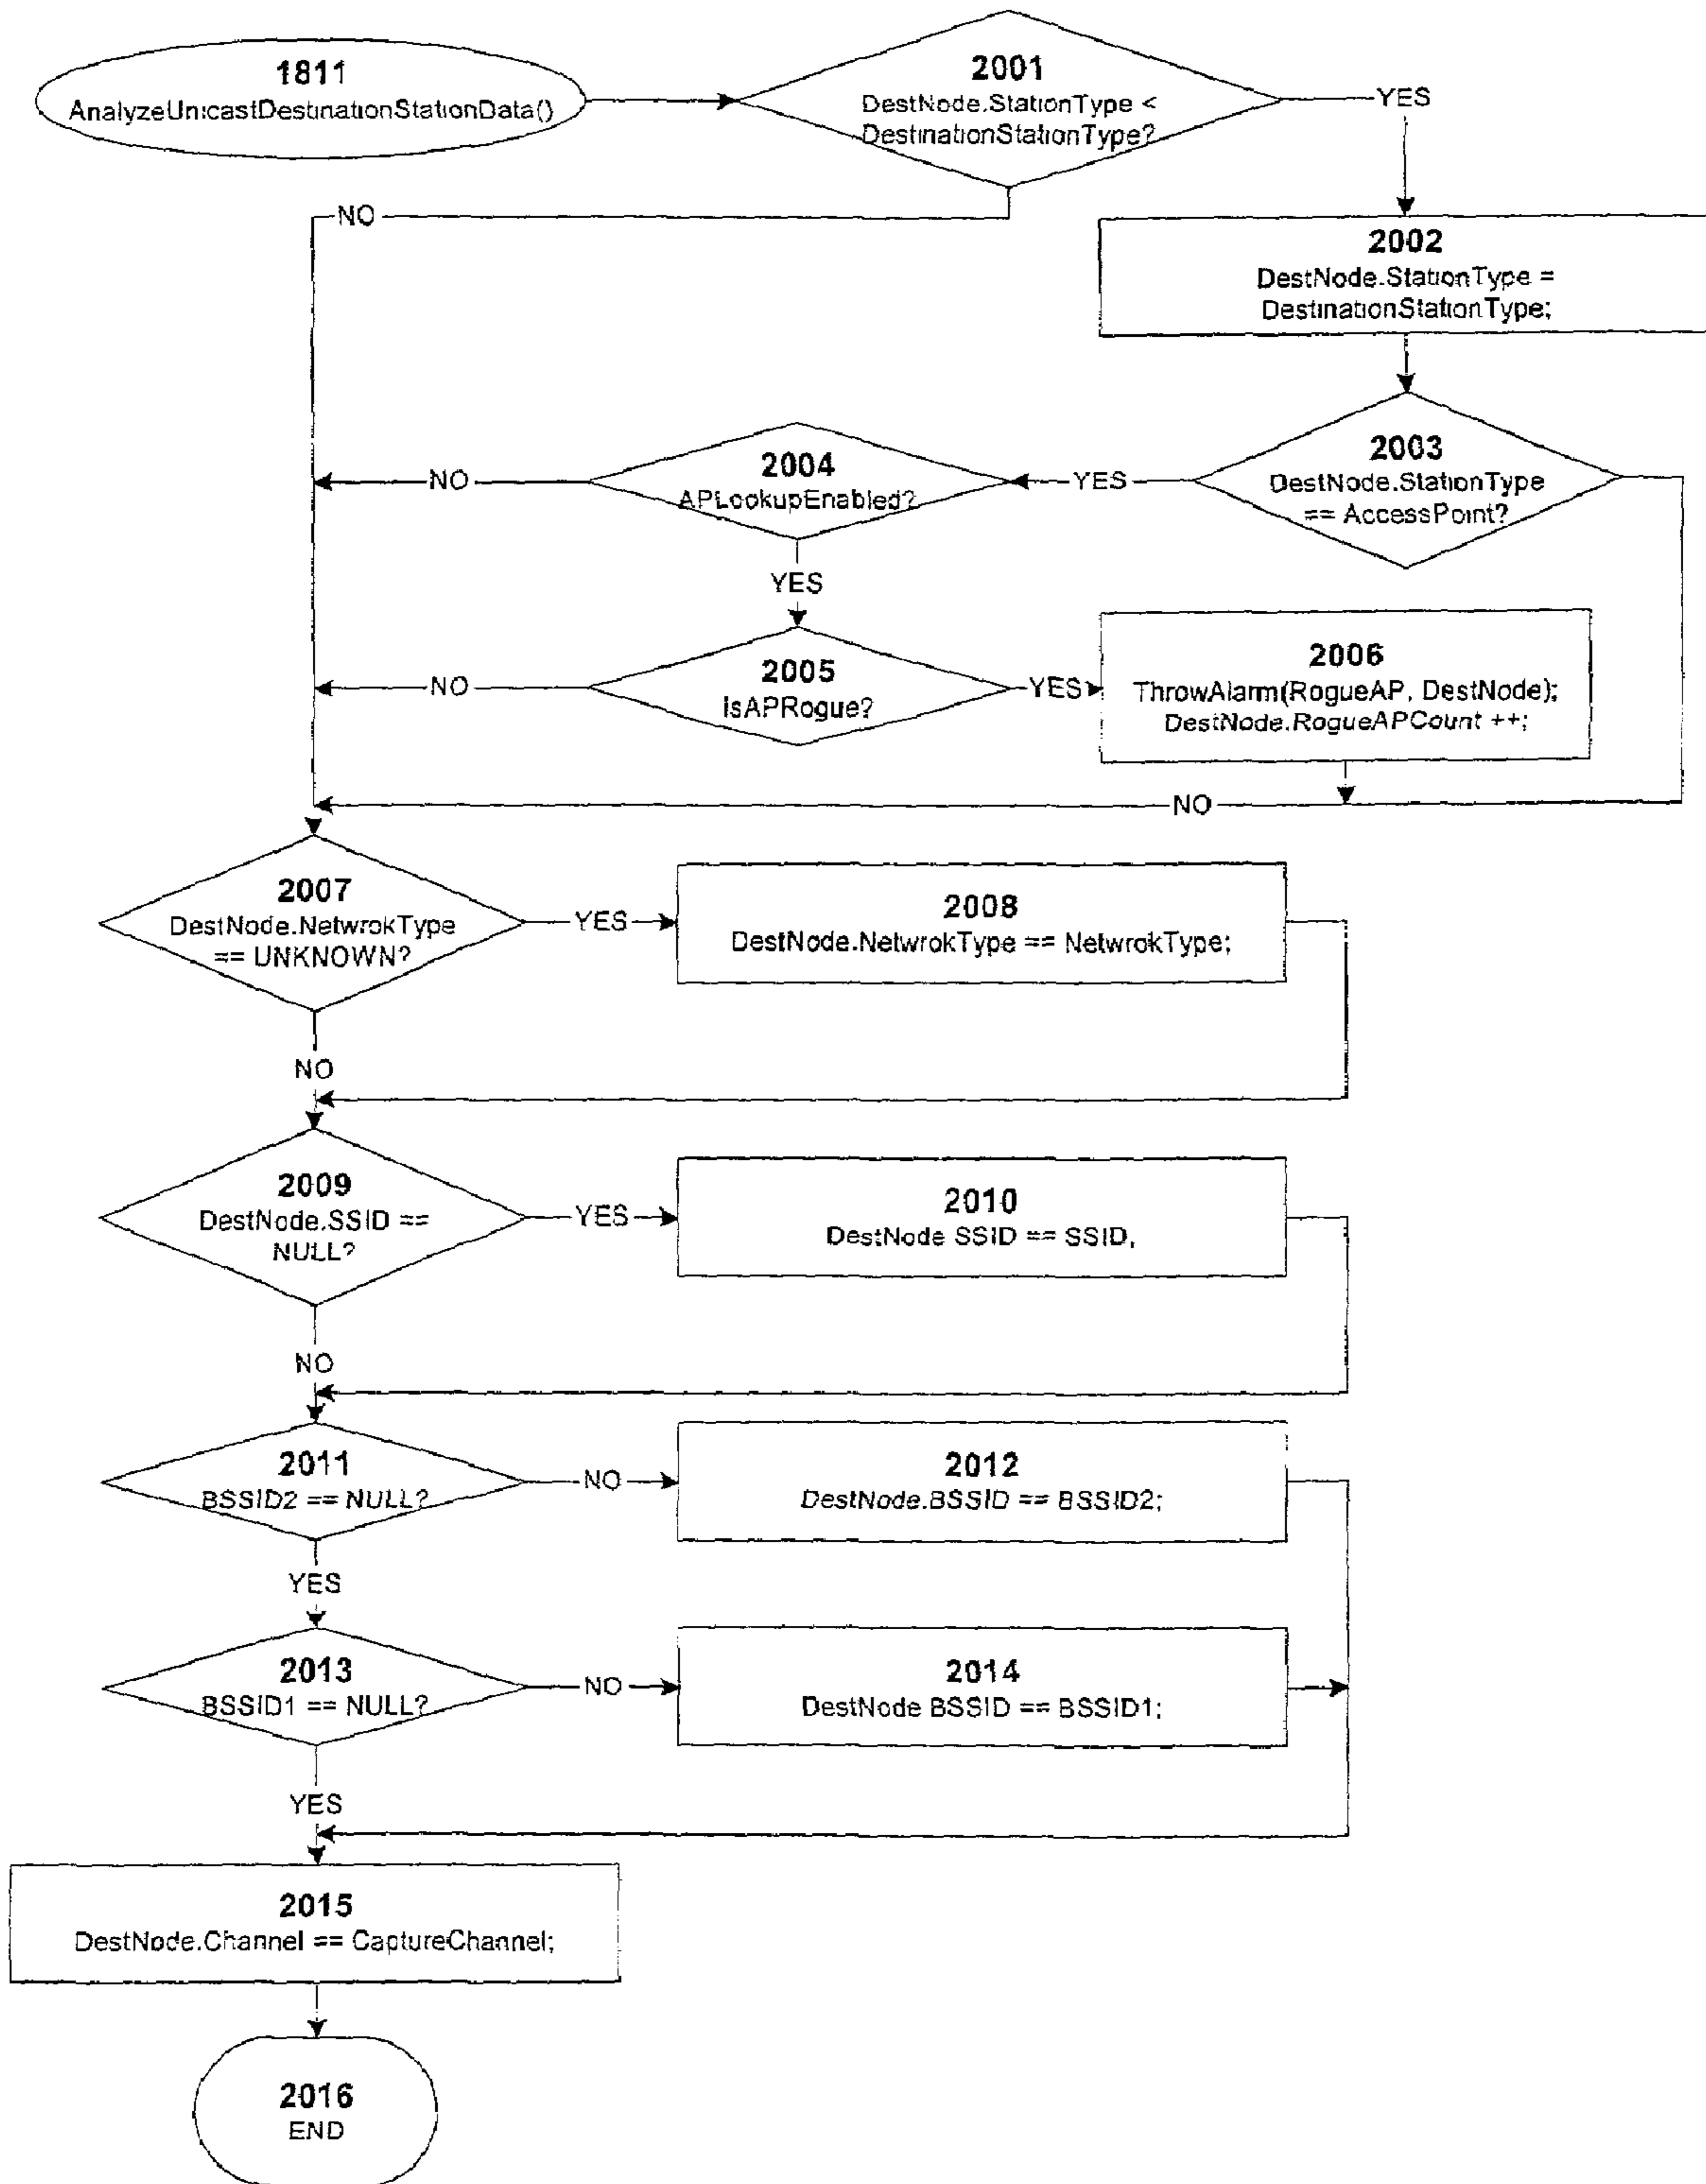 1811
AnalyzeUnicastDestinationStationData()
2001
DestNode.StationType <
DestinationStationType?
YES
NO
2002
DestNode.StationType =
DestinationStationType;
2003
DestNode.StationType
== AccessPoint?
YES
2004
APLookupEnabled?
NO
YES
2005
IsAPRogue?
NO
YES
2006
ThrowAlarm(RogueAP, DestNode);
DestNode.RogueAPCount ++;
NO
2007
DestNode.NetwrokType
== UNKNOWN?
YES
2008
DestNode.NetwrokType == NetwrokType;
NO
2009
DestNode.SSID ==
NULL?
YES
2010
DestNode SSID == SSID,
NO
2011
BSSID2 == NULL?
NO
2012
DestNode.BSSID == BSSID2;
YES
2013
BSSID1 == NULL?
NO
2014
DestNode BSSID == BSSID1;
YES
2015
DestNode.Channel == CaptureChannel;
2016
END